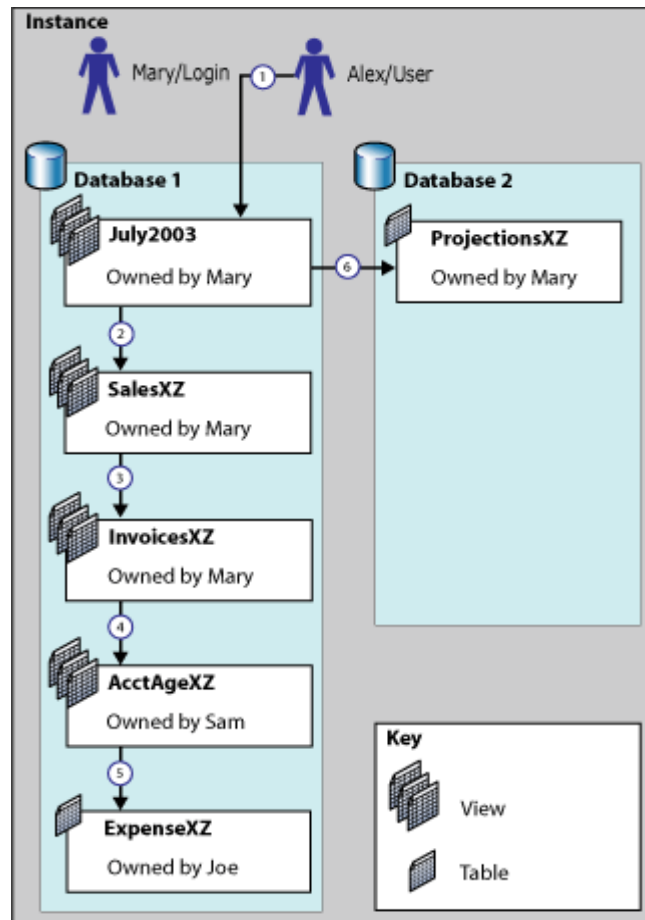 Instance
Mary/Login
1
Alex/User
Database 1
Database 2
July2003
Owned by Mary
6
ProjectionsXZ
Owned by Mary
2
SalesXZ
Owned by Mary
3
InvoicesXZ
Owned by Mary
4
AcctAgeXZ
Owned by Sam
5
ExpenseXZ
Owned by Joe
Key
View
Table